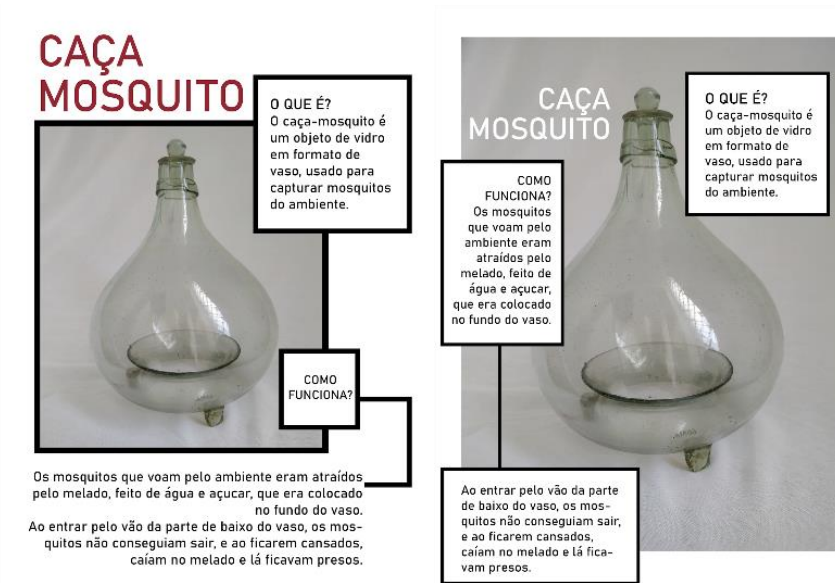 CAÇA
MOSQUITO
O QUE É?
O caça-mosquito é
um objeto de vidro
em formato de
vaso, usado para
capturar mosquitos
do ambiente.
COMO
FUNCIONA?
Os mosquitos que voam pelo ambiente eram atraídos
pelo melado, feito de água e açucar, que era colocado
no fundo do vaso.
Ao entrar pelo vão da parte de baixo do vaso, os mos-
quitos não conseguiam sair, e ao ficarem cansados,
caíam no melado e lá ficavam presos.
CAÇA
MOSQUITO
O QUE É?
O caça-mosquito é
um objeto de vidro
em formato de
vaso, usado para
capturar mosquitos
do ambiente.
COMO
FUNCIONA?
Os mosquitos
que voam pelo
ambiente eram
atraídos pelo
melado, feito de
água e açucar,
que era colocado
no fundo do vaso.
Ao entrar pelo vão da parte
de baixo do vaso, os mos-
quitos não conseguiam sair,
e ao ficarem cansados,
caíam no melado e lá fica-
vam presos.